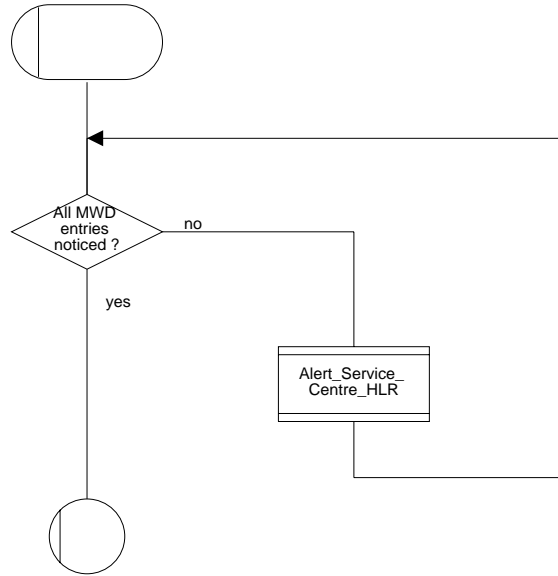 All MWD
entries
noticed ?
no
yes
Alert_Service_
Centre_HLR